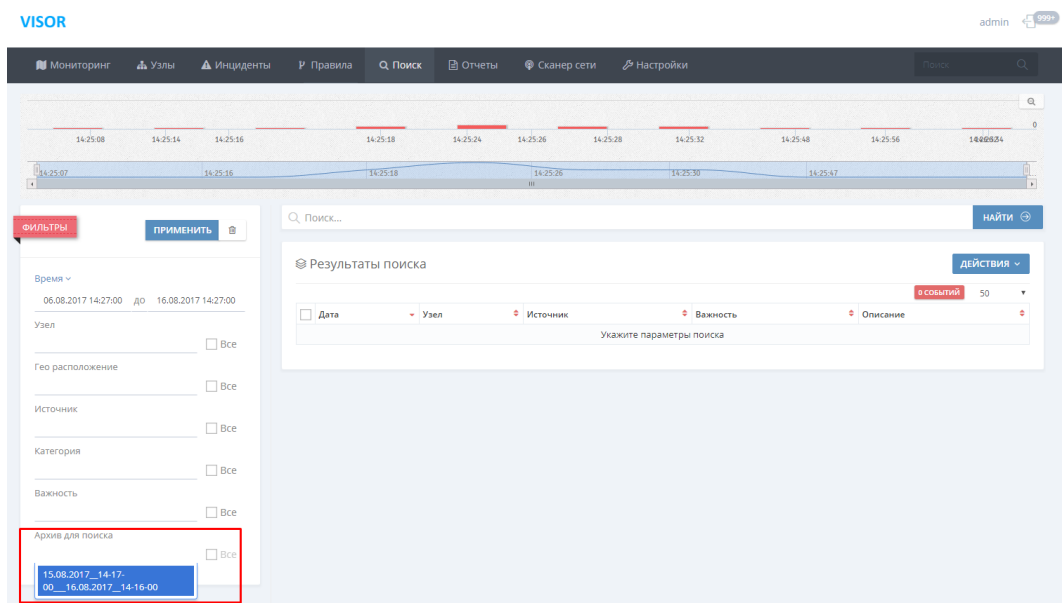 VISOR
admin 999+
Мониторинг Узлы Инциденты Правила Поиск Отчеты Сканер сети Настройки Поиск
0
14:25:08 14:25:14 14:25:16 14:25:18 14:25:24 14:25:26 14:25:28 14:25:32 14:25:48 14:25:56
14:25:07 14:25:16 14:25:18 14:25:26 14:25:30 14:25:47
ФИЛЬТРЫ ПРИМЕНИТЬ
Поиск... НАЙТИ
Результаты поиска ДЕЙСТВИЯ
0 СОБЫТИЙ 50
Дата Узел Источник Важность Описание
Укажите параметры поиска
Время
06.08.2017 14:27:00 до 16.08.2017 14:27:00
Узел
Все
Гео расположение
Все
Источник
Все
Категория
Все
Важность
Все
Архив для поиска
Все
15.08.2017__14-17-
00___16.08.2017__14-16-00